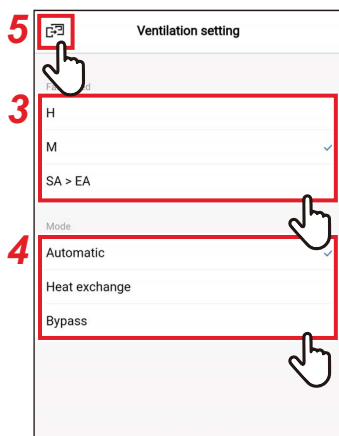 5
Ventilation setting
3
H
M
SA > EA
Mode
4
Automatic
Heat exchange
Bypass